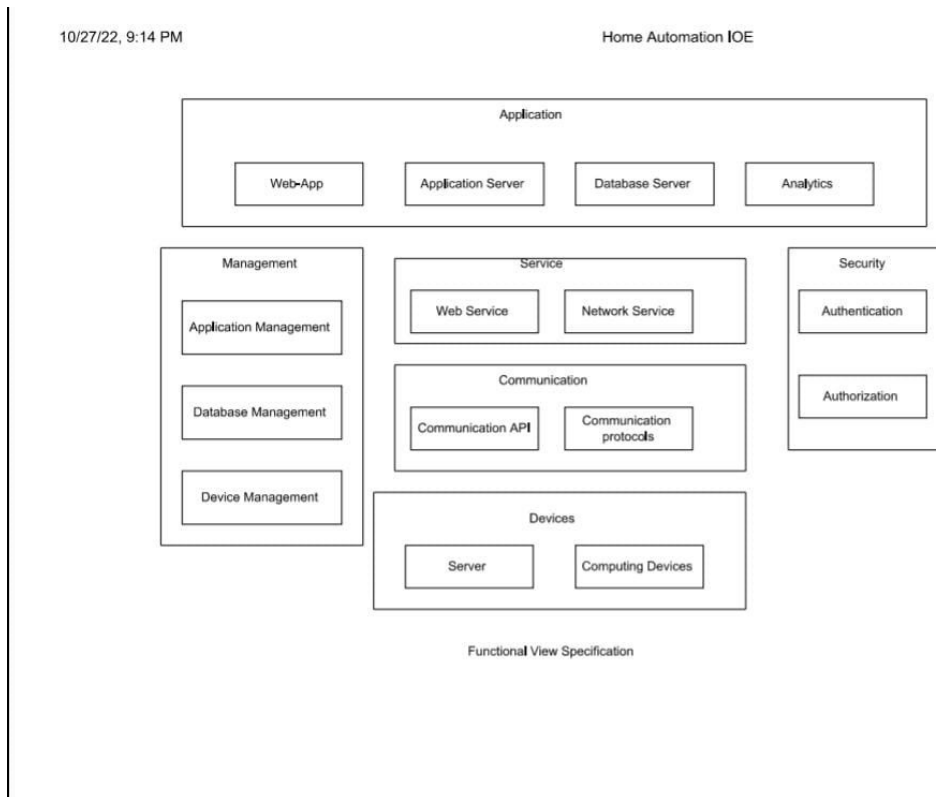 10/27/22, 9:14 PM Home Automation IOE
Application
Web-App Application Server Database Server Analytics
Management
Application Management
Database Management
Device Management
Service
Web Service Network Service
Communication
Communication API Communication
protocols
Devices
Server Computing Devices
Security
Authentication
Authorization
Functional View Specification